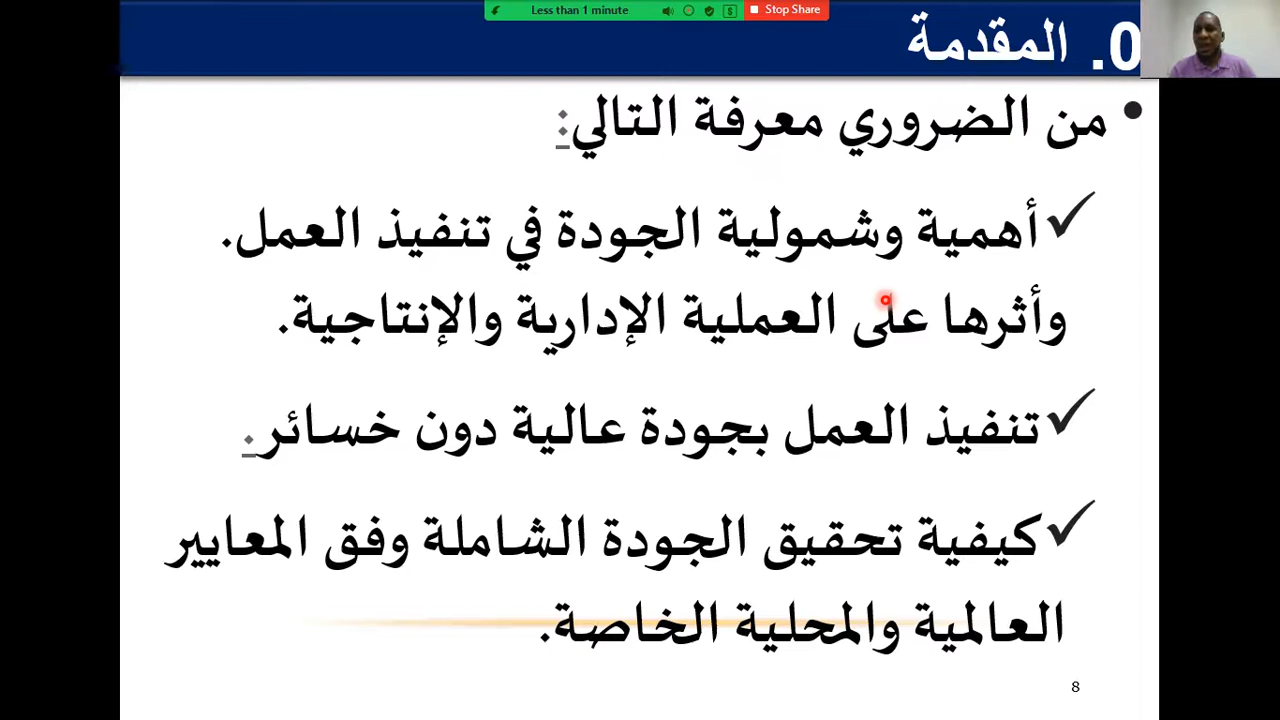 Less than 1 minute
Stop Share
0. المقدمة
• من الضروري معرفة التالي:
✓ أهمية وشمولية الجودة في تنفيذ العمل.
وأثرها على العملية الإدارية والإنتاجية.
✓ تنفيذ العمل بجودة عالية دون خسائر.
✓ كيفية تحقيق الجودة الشاملة وفق المعايير
العالمية والمحلية الخاصة.
8